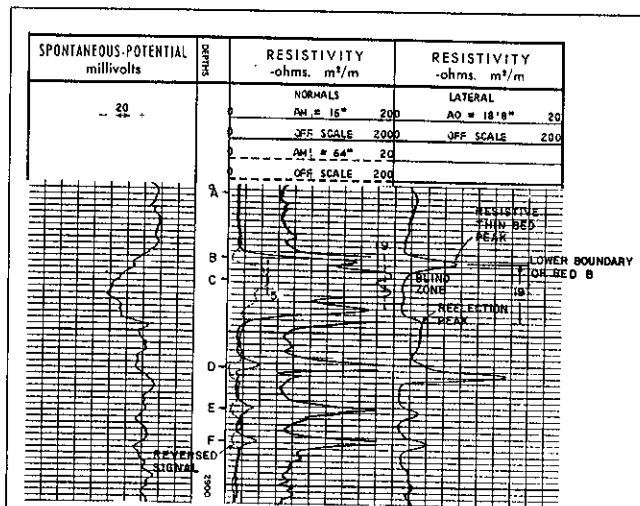 SPONTANEOUS-POTENTIAL
millivolts
- 20 +
DEPTHS
RESISTIVITY
-ohms. m²/m
NORMALS
0 AM = 16" 20
0 OFF SCALE 200
0 AM = 64" 20
0 OFF SCALE 200
RESISTIVITY
-ohms. m²/m
LATERAL
0 AO = 18'8" 20
0 OFF SCALE 200
A
B
C
D
E
F
RESISTIVE
THIN BED
PEAK
LOWER BOUNDARY
OF BED B
BLIND
ZONE
19
19
15
REFLECTION
PEAK
REVERSED
SIGNAL